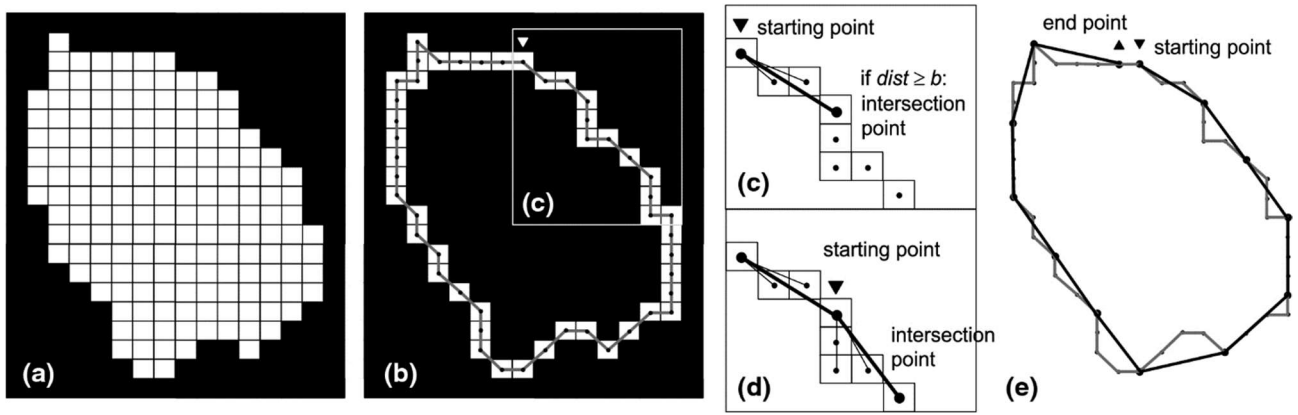 (a)
(c)
(b)
starting point
if dist ≥ b:
intersection
point
(c)
starting point
intersection
point
(d)
end point
starting point
(e)